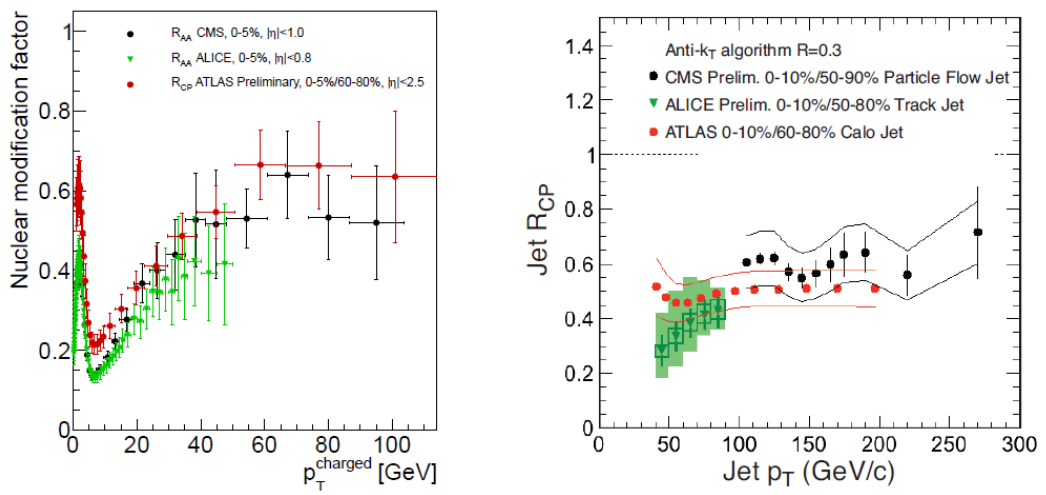 Nuclear modification factor
1
0.8
0.6
0.4
0.2
0
R_AA CMS, 0-5%, |η|<1.0
R_AA ALICE, 0-5%, |η|<0.8
R_CP ATLAS Preliminary, 0-5%/60-80%, |η|<2.5
0 20 40 60 80 100
p_T^charged [GeV]
Jet R_CP
1.4
1.2
1
0.8
0.6
0.4
0.2
0
Anti-k_T algorithm R=0.3
CMS Prelim. 0-10%/50-90% Particle Flow Jet
ALICE Prelim. 0-10%/50-80% Track Jet
ATLAS 0-10%/60-80% Calo Jet
0 50 100 150 200 250 300
Jet p_T (GeV/c)